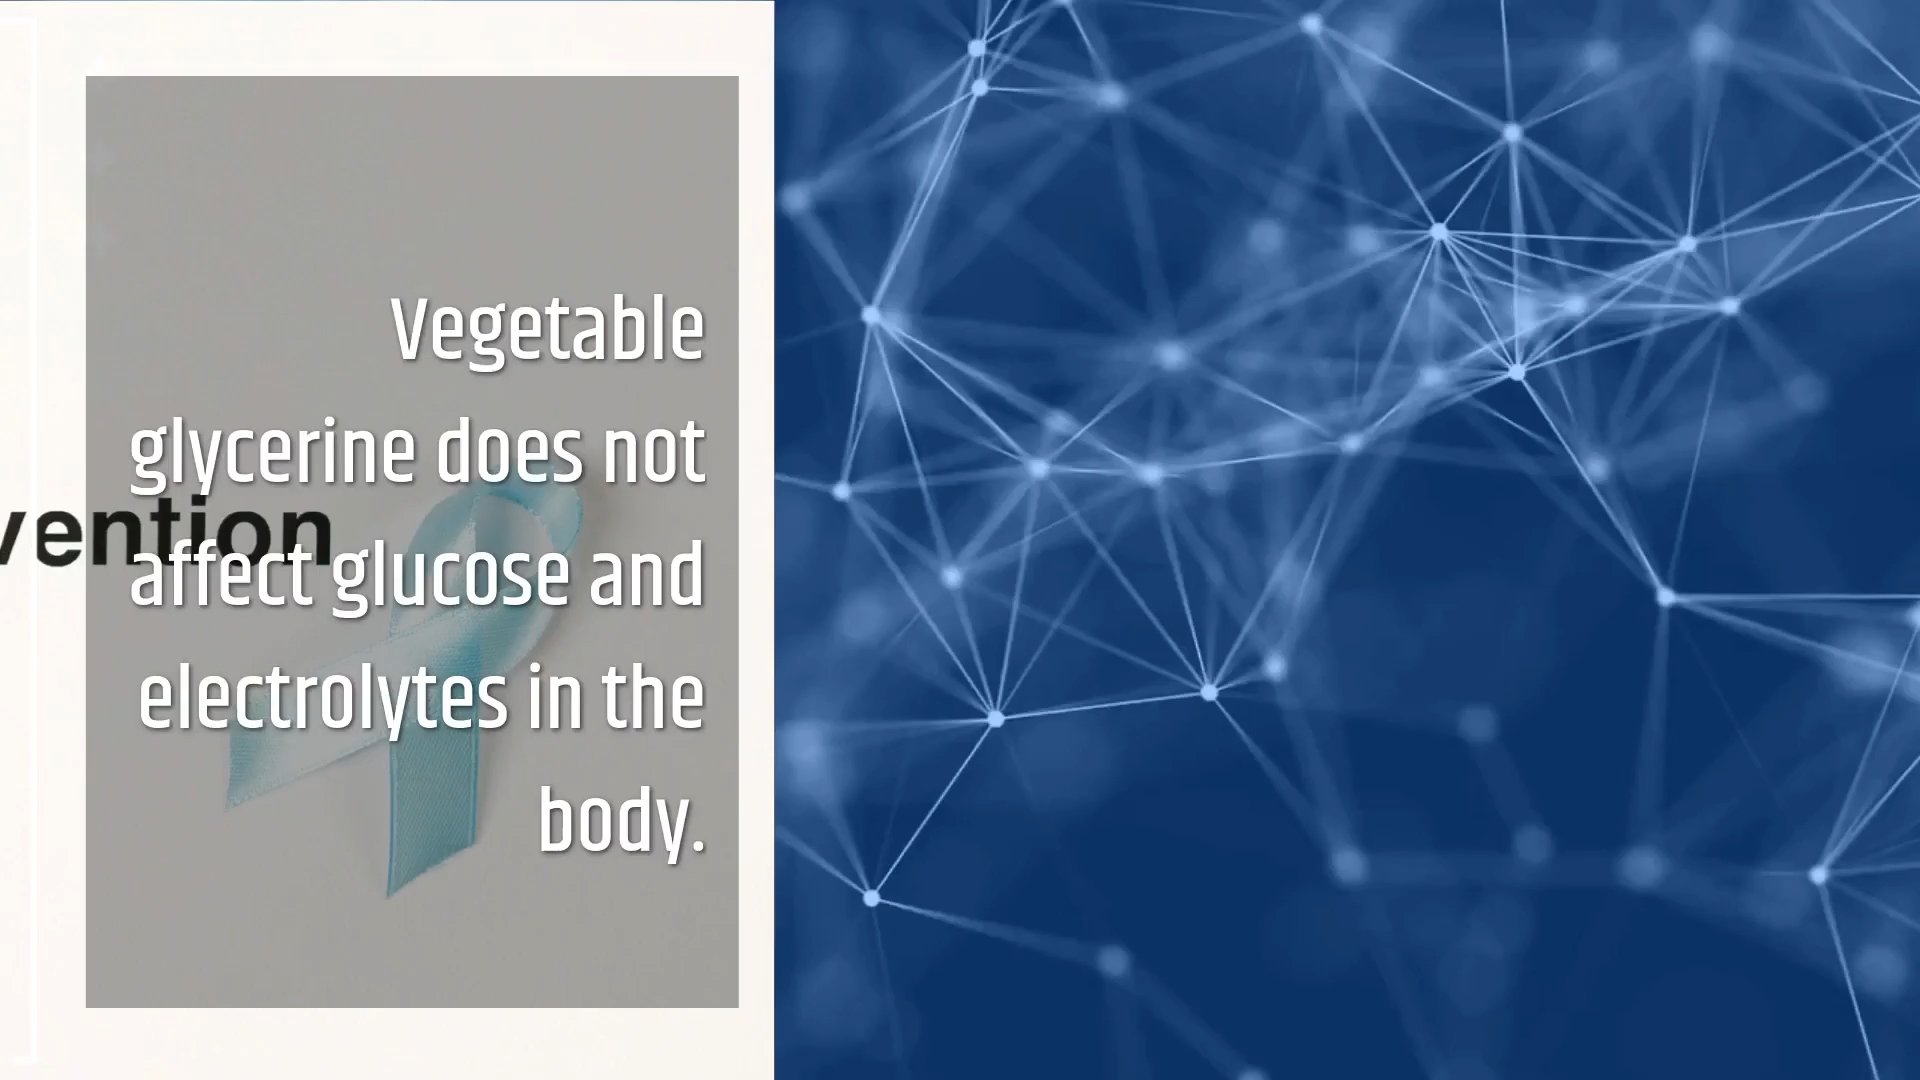 Vegetable
glycerine does not
vention
affect glucose and
electrolytes in the
body.